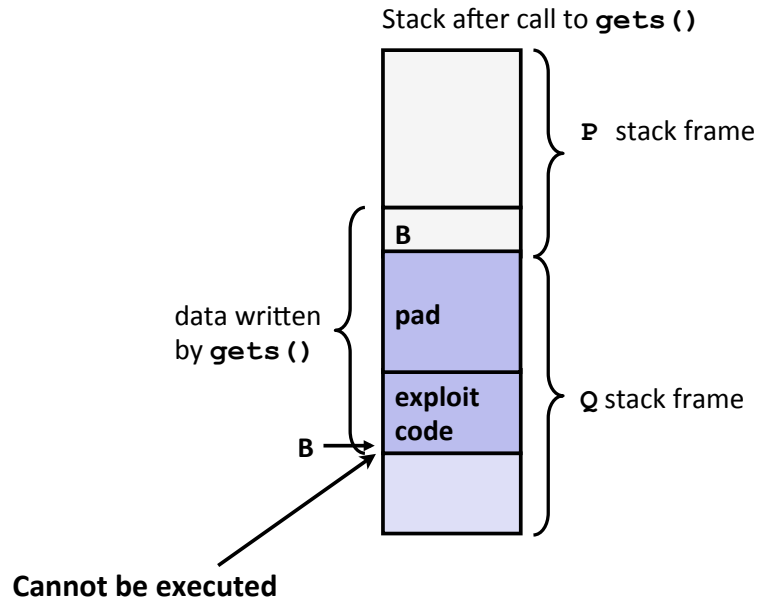 Stack after call to gets()
P stack frame
B
data written
by gets()
pad
exploit
code
Q stack frame
B
Cannot be executed